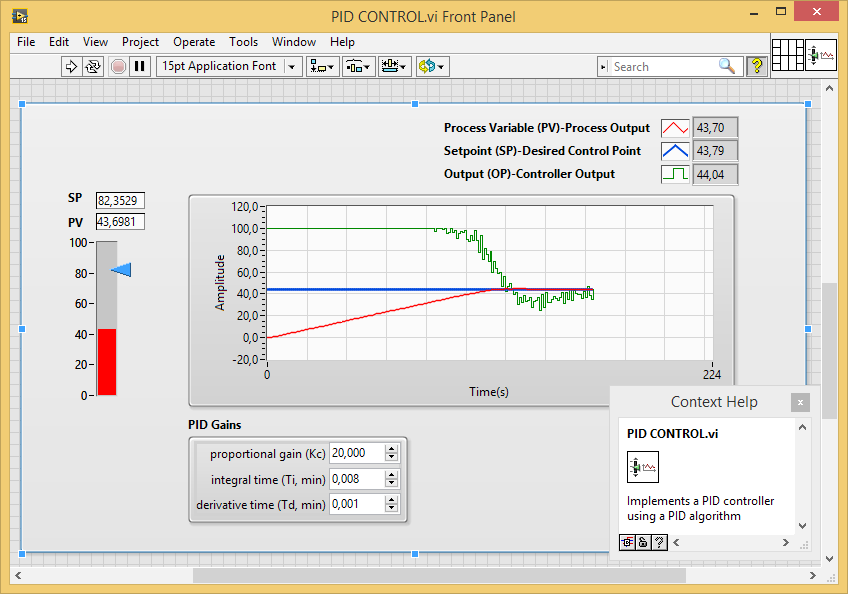 PID CONTROL.vi Front Panel
File Edit View Project Operate Tools Window Help
15pt Application Font
Search
?
Process Variable (PV)-Process Output 43,70
Setpoint (SP)-Desired Control Point 43,79
Output (OP)-Controller Output 44,04
SP 82,3529
PV 43,6981
100
80
60
40
20
0
Amplitude
120,0
100,0
80,0
60,0
40,0
20,0
0,0
-20,0
0 224
Time(s)
PID Gains
proportional gain (Kc) 20,000
integral time (Ti, min) 0,008
derivative time (Td, min) 0,001
Context Help
PID CONTROL.vi
Implements a PID controller
using a PID algorithm
?